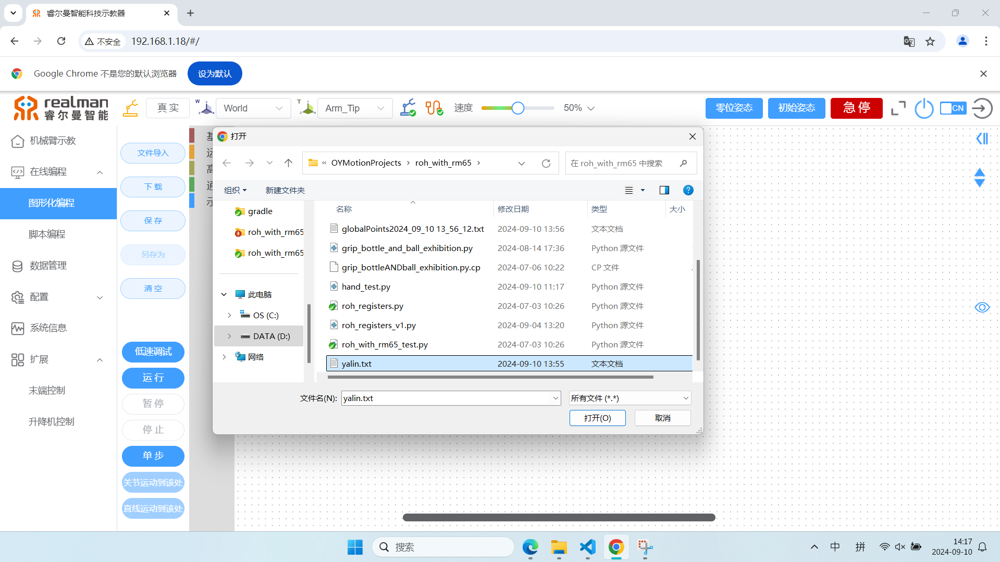 睿尔曼智能科技示教器
不安全
192.168.1.18/#/
Google Chrome 不是您的默认浏览器
设为默认
realman
睿尔曼智能
真 实
W
World
T
Arm_Tip
速度
50%
零位姿态
初始姿态
急 停
CN
机械臂示教
在线编程
图形化编程
脚本编程
数据管理
配置
系统信息
扩展
末端控制
升降机控制
文件导入
下 载
保 存
另存为
清 空
低速调试
运 行
暂 停
停 止
单 步
关节运动到该处
直线运动到该处
打开
« OYMotionProjects › roh_with_rm65 ›
在 roh_with_rm65 中搜索
组织
新建文件夹
gradle
roh_with_rm65
roh_with_rm65
此电脑
OS (C:)
DATA (D:)
网络
名称 修改日期 类型 大小
globalPoints2024_09_10 13_56_12.txt 2024-09-10 13:56 文本文档
grip_bottle_and_ball_exhibition.py 2024-08-14 17:36 Python 源文件
grip_bottleANDball_exhibition.py.cp 2024-07-06 10:22 CP 文件
hand_test.py 2024-09-10 11:17 Python 源文件
roh_registers.py 2024-07-03 10:26 Python 源文件
roh_registers_v1.py 2024-09-04 13:20 Python 源文件
roh_with_rm65_test.py 2024-07-03 10:26 Python 源文件
yalin.txt 2024-09-10 13:55 文本文档
文件名(N): yalin.txt
所有文件 (*.*)
打开(O)
取消
搜索
中
拼
14:17
2024-09-10